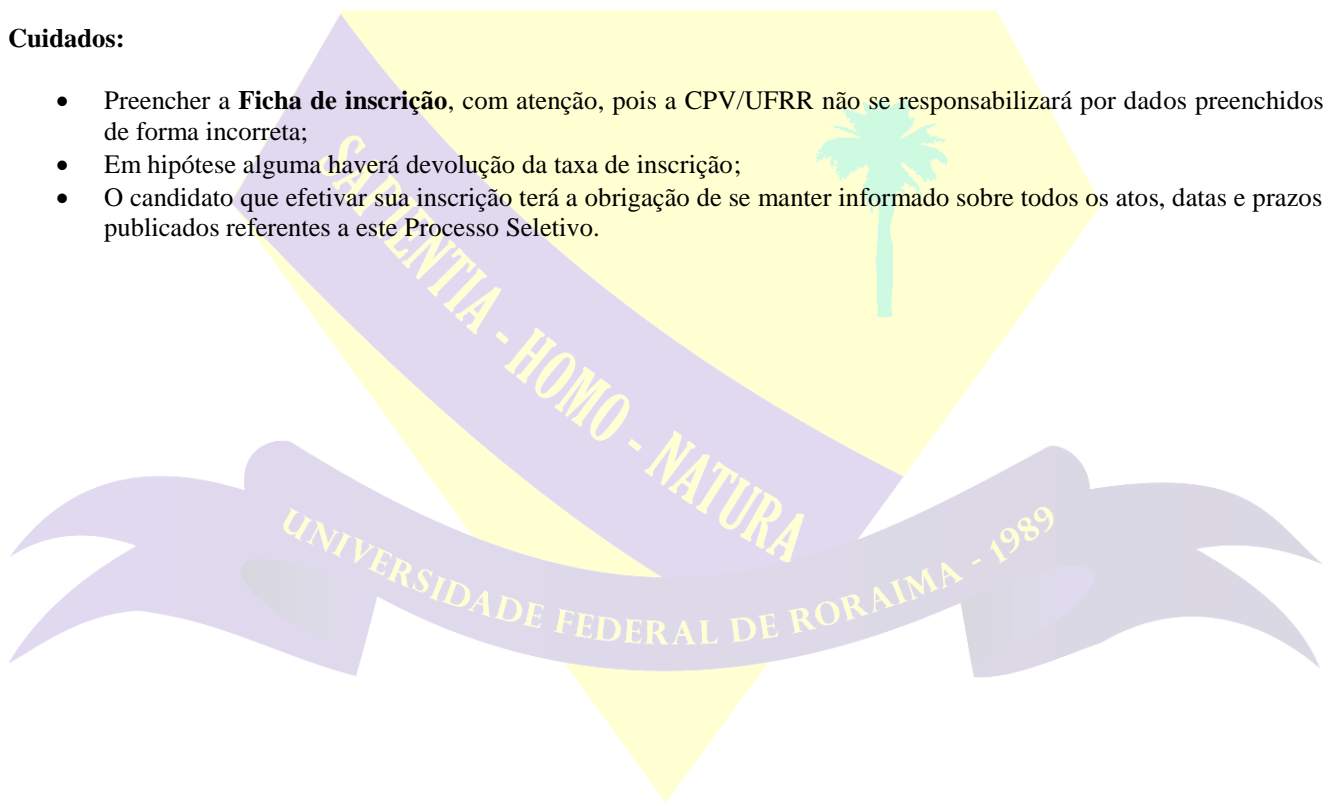 Cuidados:
• Preencher a Ficha de inscrição, com atenção, pois a CPV/UFRR não se responsabilizará por dados preenchidos
de forma incorreta;
• Em hipótese alguma haverá devolução da taxa de inscrição;
• O candidato que efetivar sua inscrição terá a obrigação de se manter informado sobre todos os atos, datas e prazos
publicados referentes a este Processo Seletivo.
SAPIENTIA - HOMO - NATURA
UNIVERSIDADE FEDERAL DE RORAIMA - 1989